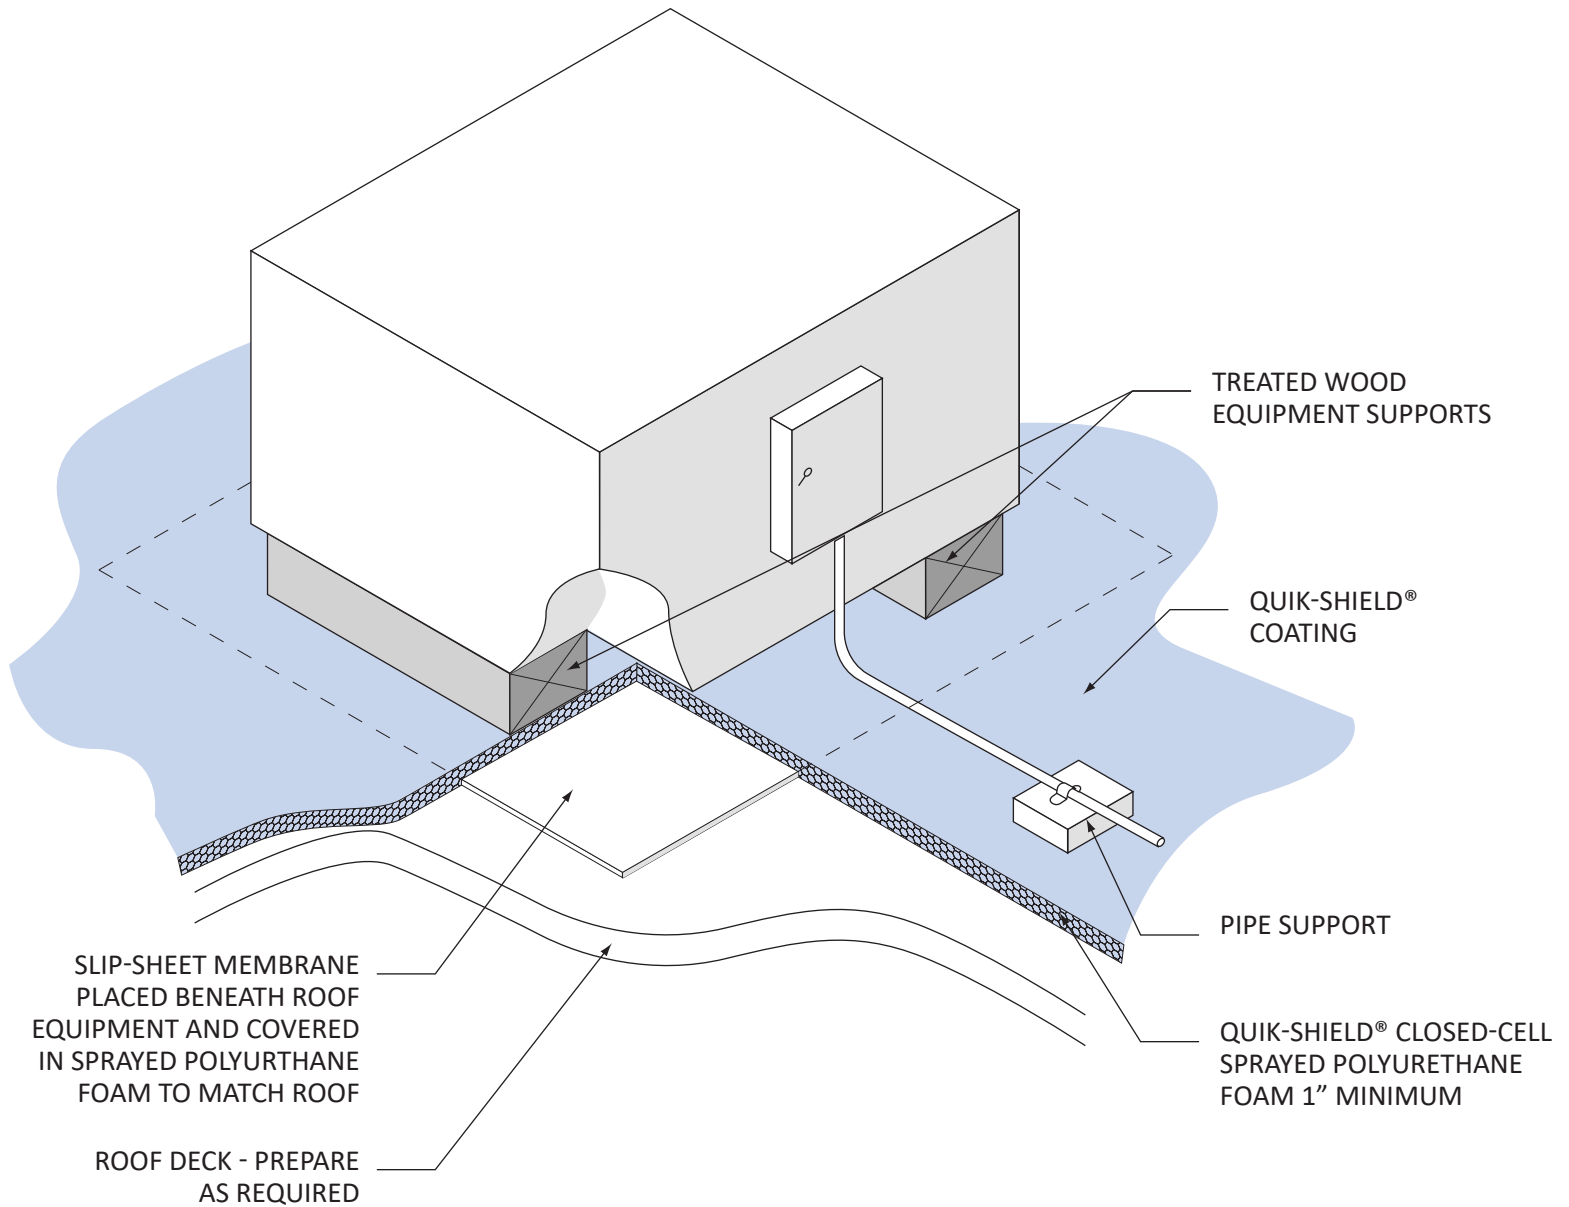 TREATED WOOD
EQUIPMENT SUPPORTS
QUIK-SHIELD®
COATING
PIPE SUPPORT
QUIK-SHIELD® CLOSED-CELL
SPRAYED POLYURETHANE
FOAM 1” MINIMUM
SLIP-SHEET MEMBRANE
PLACED BENEATH ROOF
EQUIPMENT AND COVERED
IN SPRAYED POLYURTHANE
FOAM TO MATCH ROOF
ROOF DECK - PREPARE
AS REQUIRED